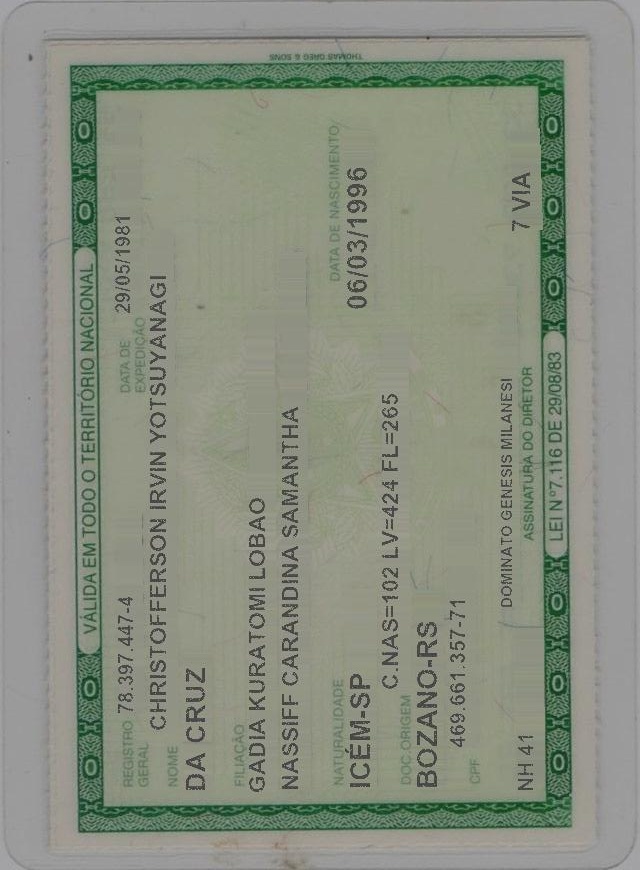 THOMAS GREG & SONS
VÁLIDA EM TODO O TERRITÓRIO NACIONAL
REGISTRO GERAL 78.397.447-4 DATA DE EXPEDIÇÃO 29/05/1981
CHRISTOFFERSON IRVIN YOTSUYANAGI
NOME
DA CRUZ
FILIAÇÃO
GADIA KURATOMI LOBAO
NASSIFF CARANDINA SAMANTHA
NATURALIDADE DATA DE NASCIMENTO
ICÉM-SP 06/03/1996
C.NAS=102 LV=424 FL=265
DOC ORIGEM
BOZANO-RS
469.661.357-71
CPF
DOMINATO GENESIS MILANESI
NH 41 7 VIA
ASSINATURA DO DIRETOR
LEI Nº 7.116 DE 29/08/83